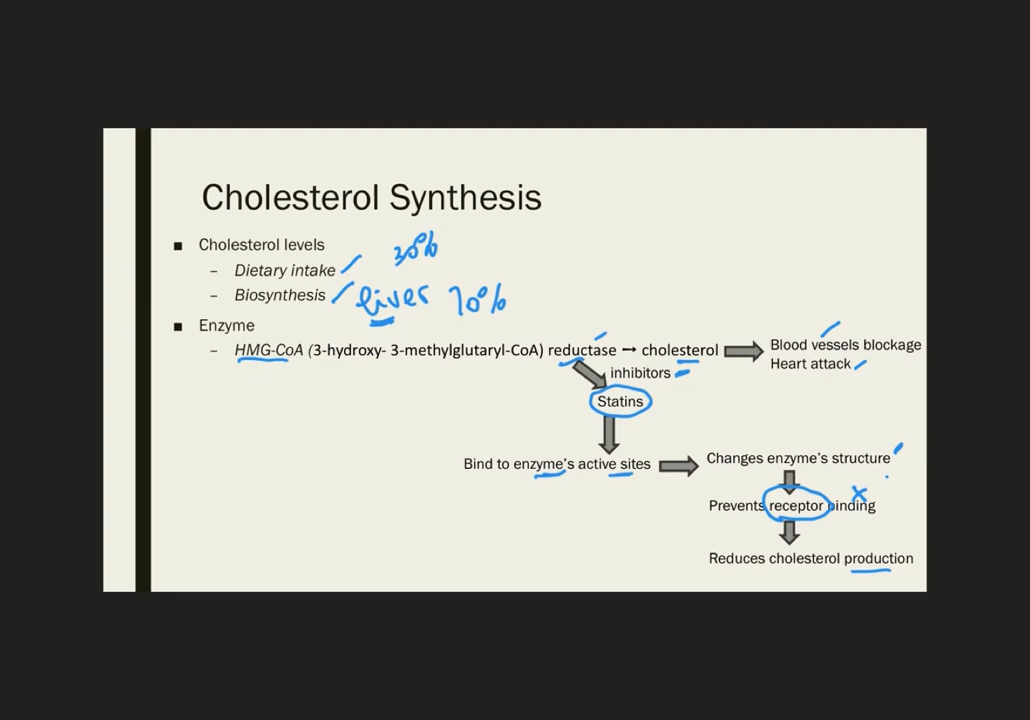 Cholesterol Synthesis
■ Cholesterol levels
– Dietary intake 30%
– Biosynthesis liver 70%
■ Enzyme
– HMG-CoA (3-hydroxy- 3-methylglutaryl-CoA) reductase → cholesterol
Blood vessels blockage
Heart attack
inhibitors
Statins
Bind to enzyme's active sites
Changes enzyme's structure
Prevents receptor binding
Reduces cholesterol production